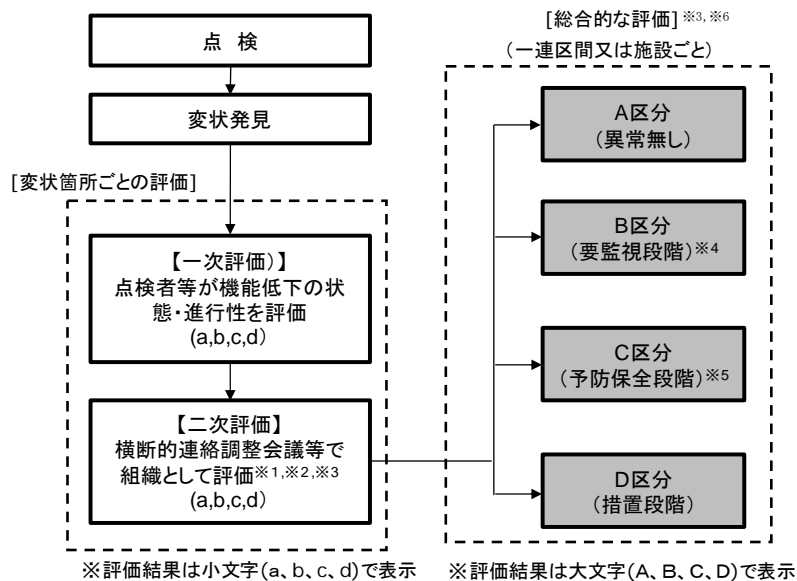 点 検
変状発見
[変状箇所ごとの評価]
【一次評価)】
点検者等が機能低下の状
態・進行性を評価
(a,b,c,d)
【二次評価】
横断的連絡調整会議等で
組織として評価※1,※2,※3
(a,b,c,d)
※評価結果は小文字(a、b、c、d)で表示
[総合的な評価]※3,※6
(一連区間又は施設ごと)
A区分
(異常無し)
B区分
(要監視段階)※4
C区分
(予防保全段階)※5
D区分
(措置段階)
※評価結果は大文字(A、B、C、D)で表示